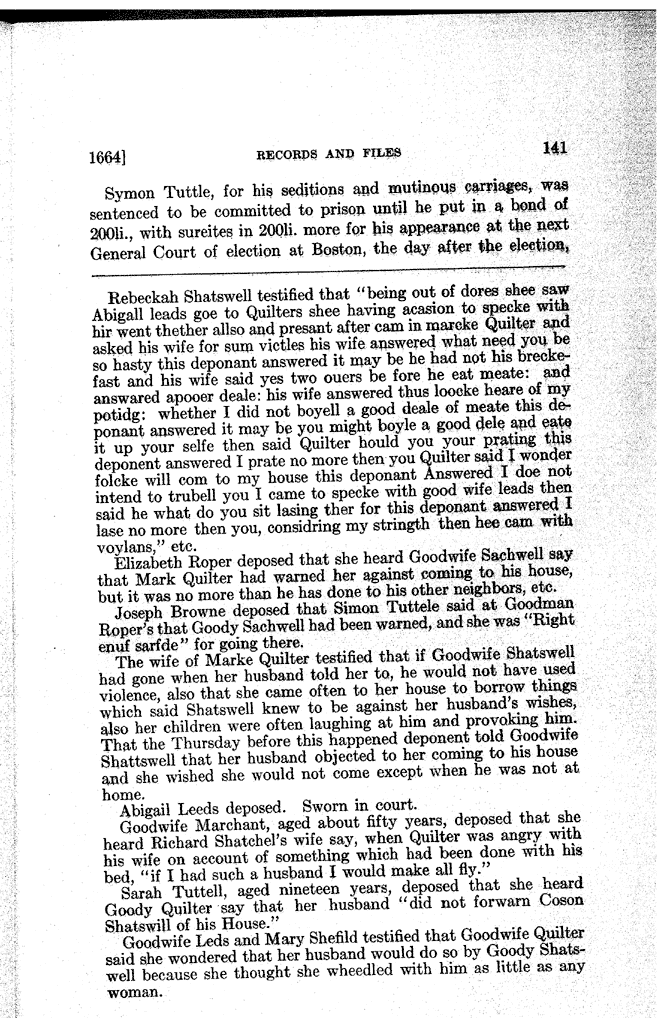 1664] RECORDS AND FILES 141
Symon Tuttle, for his seditions and mutinous carriages, was
sentenced to be committed to prison until he put in a bond of
200li., with sureites in 200li. more for his appearance at the next
General Court of election at Boston, the day after the election,
Rebeckah Shatswell testified that "being out of dores shee saw
Abigall leads goe to Quilters shee having acasion to specke with
hir went thether allso and presant after cam in marcke Quilter and
asked his wife for sum victles his wife answered what need you be
so hasty this deponant answered it may be he had not his brecke-
fast and his wife said yes two ouers be fore he eat meate: and
answared apooer deale: his wife answered thus loocke heare of my
potidg: whether I did not boyell a good deale of meate this de-
ponant answered it may be you might boyle a good dele and eate
it up your selfe then said Quilter hould you your prating this
deponent answered I prate no more then you Quilter said I wonder
folcke will com to my house this deponant Answered I doe not
intend to trubell you I came to specke with good wife leads then
said he what do you sit lasing ther for this deponant answered I
lase no more then you, considring my stringth then hee cam with
voylans," etc.
Elizabeth Roper deposed that she heard Goodwife Sachwell say
that Mark Quilter had warned her against coming to his house,
but it was no more than he has done to his other neighbors, etc.
Joseph Browne deposed that Simon Tuttele said at Goodman
Roper's that Goody Sachwell had been warned, and she was "Right
enuf sarfde" for going there.
The wife of Marke Quilter testified that if Goodwife Shatswell
had gone when her husband told her to, he would not have used
violence, also that she came often to her house to borrow things
which said Shatswell knew to be against her husband's wishes,
also her children were often laughing at him and provoking him.
That the Thursday before this happened deponent told Goodwife
Shattswell that her husband objected to her coming to his house
and she wished she would not come except when he was not at
home.
Abigail Leeds deposed. Sworn in court.
Goodwife Marchant, aged about fifty years, deposed that she
heard Richard Shatchel's wife say, when Quilter was angry with
his wife on account of something which had been done with his
bed, "if I had such a husband I would make all fly."
Sarah Tuttell, aged nineteen years, deposed that she heard
Goody Quilter say that her husband "did not forwarn Coson
Shatswill of his House."
Goodwife Leds and Mary Shefild testified that Goodwife Quilter
said she wondered that her husband would do so by Goody Shats-
well because she thought she wheedled with him as little as any
woman.